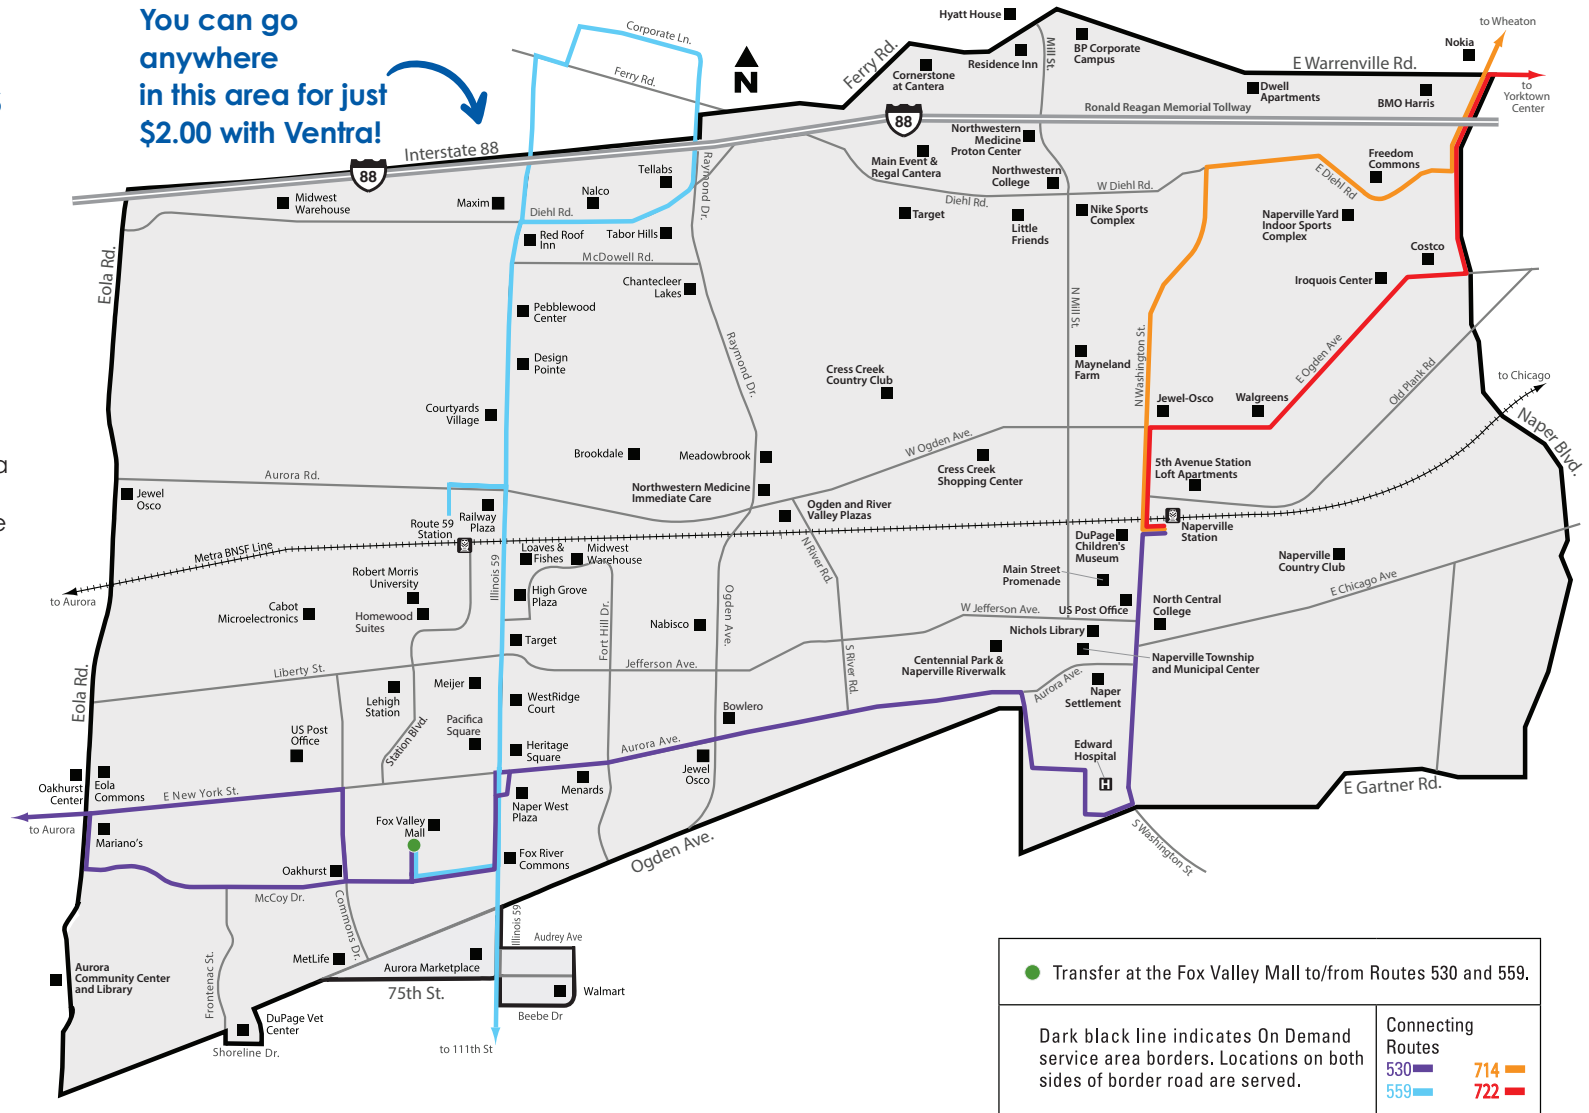 You can go
anywhere
in this area for just
$2.00 with Ventra!
s
a
e
N
Corporate Ln.
Ferry Rd.
Ferry Rd.
Hyatt House
Residence Inn
Mill St.
BP Corporate
Campus
Cornerstone
at Cantera
E Warrenville Rd.
Nokia
to Wheaton
to
Yorktown
Center
Dwell
Apartments
BMO Harris
Ronald Reagan Memorial Tollway
88
Interstate 88
88
Northwestern
Medicine
Proton Center
Main Event &
Regal Cantera
Northwestern
College
Freedom
Commons
E Diehl Rd
W Diehl Rd.
Diehl Rd.
Target
Little
Friends
Nike Sports
Complex
Naperville Yard
Indoor Sports
Complex
Costco
Iroquois Center
Midwest
Warehouse
Maxim
Nalco
Tellabs
Raymond Dr.
Diehl Rd.
Red Roof
Inn
Tabor Hills
McDowell Rd.
Chantecleer
Lakes
Eola Rd.
Pebblewood
Center
Design
Pointe
Courtyards
Village
Raymond Dr.
Cress Creek
Country Club
N Mill St.
Mayneland
Farm
N Washington St.
E Ogden Ave
Old Plank Rd
to Chicago
Naper Blvd.
Jewel-Osco
Walgreens
Brookdale
Meadowbrook
W Ogden Ave.
Cress Creek
Shopping Center
5th Avenue Station
Loft Apartments
Aurora Rd.
Jewel
Osco
Northwestern Medicine
Immediate Care
Ogden and River
Valley Plazas
Route 59
Station
Railway
Plaza
Naperville
Station
Metra BNSF Line
to Aurora
Loaves &
Fishes
Midwest
Warehouse
Illinois 59
N River Rd.
DuPage
Children's
Museum
Main Street
Promenade
Naperville
Country Club
E Chicago Ave
Robert Morris
University
Cabot
Microelectronics
Homewood
Suites
High Grove
Plaza
Fort Hill Dr.
Ogden Ave.
Nabisco
W Jefferson Ave.
US Post Office
North Central
College
Target
Nichols Library
Liberty St.
Jefferson Ave.
S River Rd.
Centennial Park &
Naperville Riverwalk
Naperville Township
and Municipal Center
Aurora Ave.
Naper
Settlement
Eola Rd.
Lehigh
Station
Meijer
WestRidge
Court
Bowlero
US Post
Office
Station Blvd.
Pacifica
Square
Heritage
Square
Aurora Ave.
Jewel
Osco
Edward
Hospital
H
Oakhurst
Center
Eola
Commons
E New York St.
Menards
Naper West
Plaza
E Gartner Rd.
to Aurora
Mariano's
Fox Valley
Mall
S Washington St
Oakhurst
Fox River
Commons
Ogden Ave.
McCoy Dr.
Commons Dr.
Illinois 59
Frontenac St.
Audrey Ave
MetLife
Aurora Marketplace
Aurora
Community Center
and Library
75th St.
Walmart
Beebe Dr
DuPage Vet
Center
Shoreline Dr.
to 111th St
Transfer at the Fox Valley Mall to/from Routes 530 and 559.
Dark black line indicates On Demand
service area borders. Locations on both
sides of border road are served.
Connecting
Routes
530 714
559 722